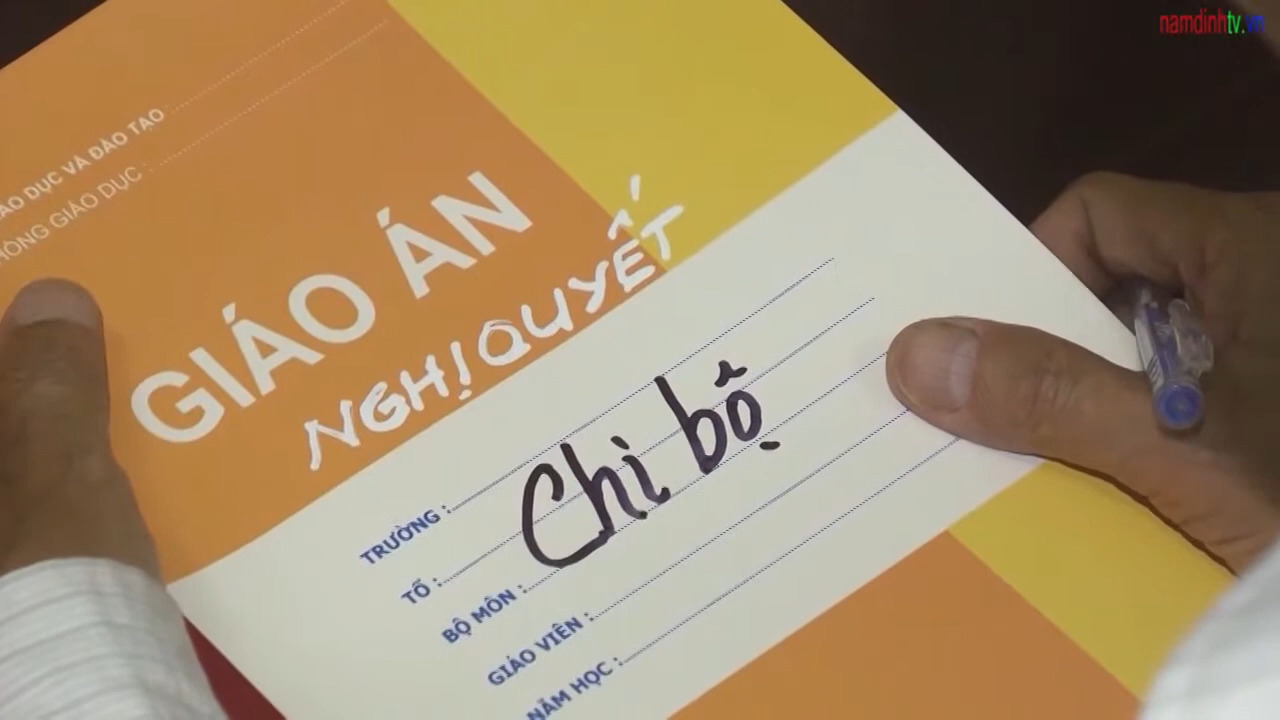 namdinhtv.vn
ÁO DỤC VÀ ĐÀO TẠO
HÒNG GIÁO DỤC :
GIÁO ÁN
NGHỊ QUYẾT
Chi bộ
TRƯỜNG :
TỔ :
BỘ MÔN :
GIÁO VIÊN :
NĂM HỌC :